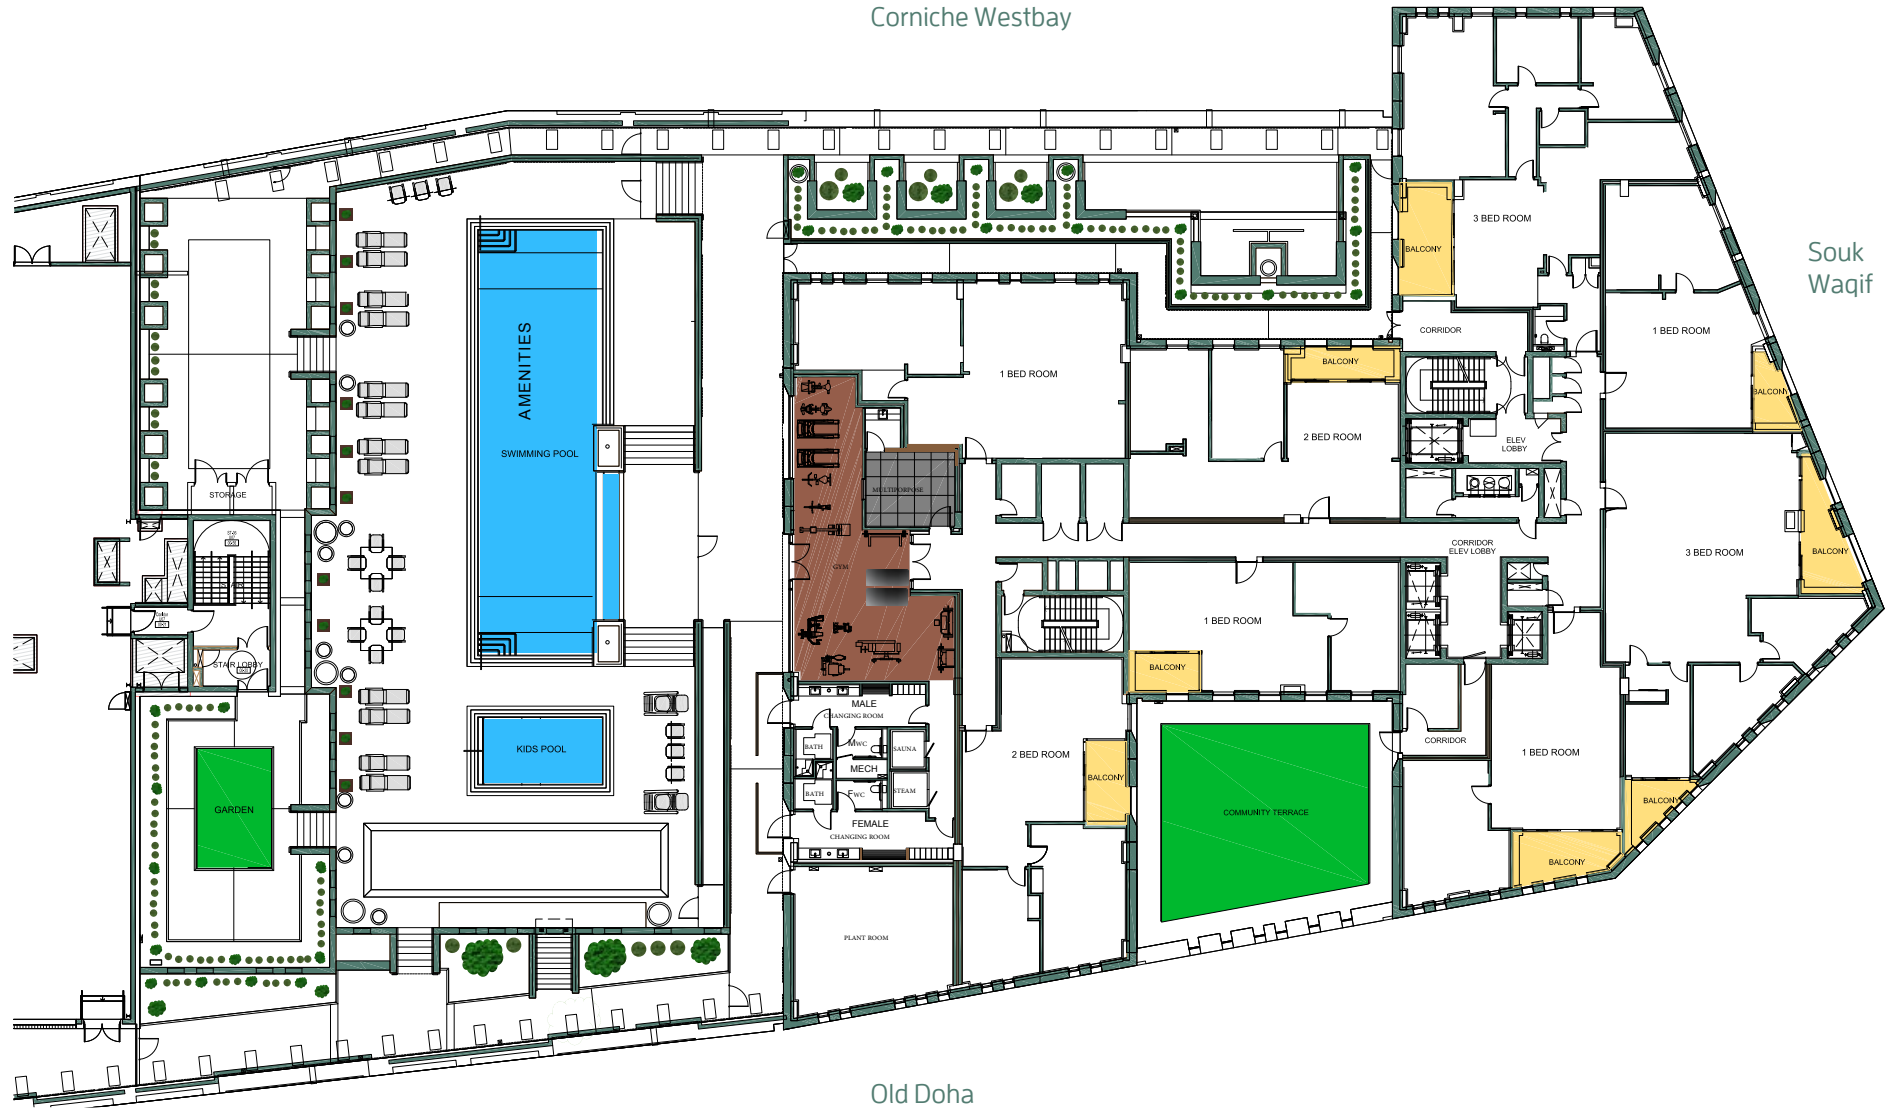 Corniche Westbay
3 BED ROOM
BALCONY
Souk
Waqif
CORRIDOR
1 BED ROOM
BALCONY
1 BED ROOM
BALCONY
2 BED ROOM
ELEV
LOBBY
AMENITIES
SWIMMING POOL
STORAGE
MULTIPORPOSE
CORRIDOR
ELEV LOBBY
3 BED ROOM
BALCONY
GYM
STAIR
1 BED ROOM
BALCONY
STAIR LOBBY
MALE
CHANGING ROOM
BATH
MWC
SAUNA
MECH
BATH
FWC
STEAM
FEMALE
CHANGING ROOM
KIDS POOL
2 BED ROOM
BALCONY
CORRIDOR
1 BED ROOM
BALCONY
GARDEN
COMMUNITY TERRACE
BALCONY
PLANT ROOM
Old Doha